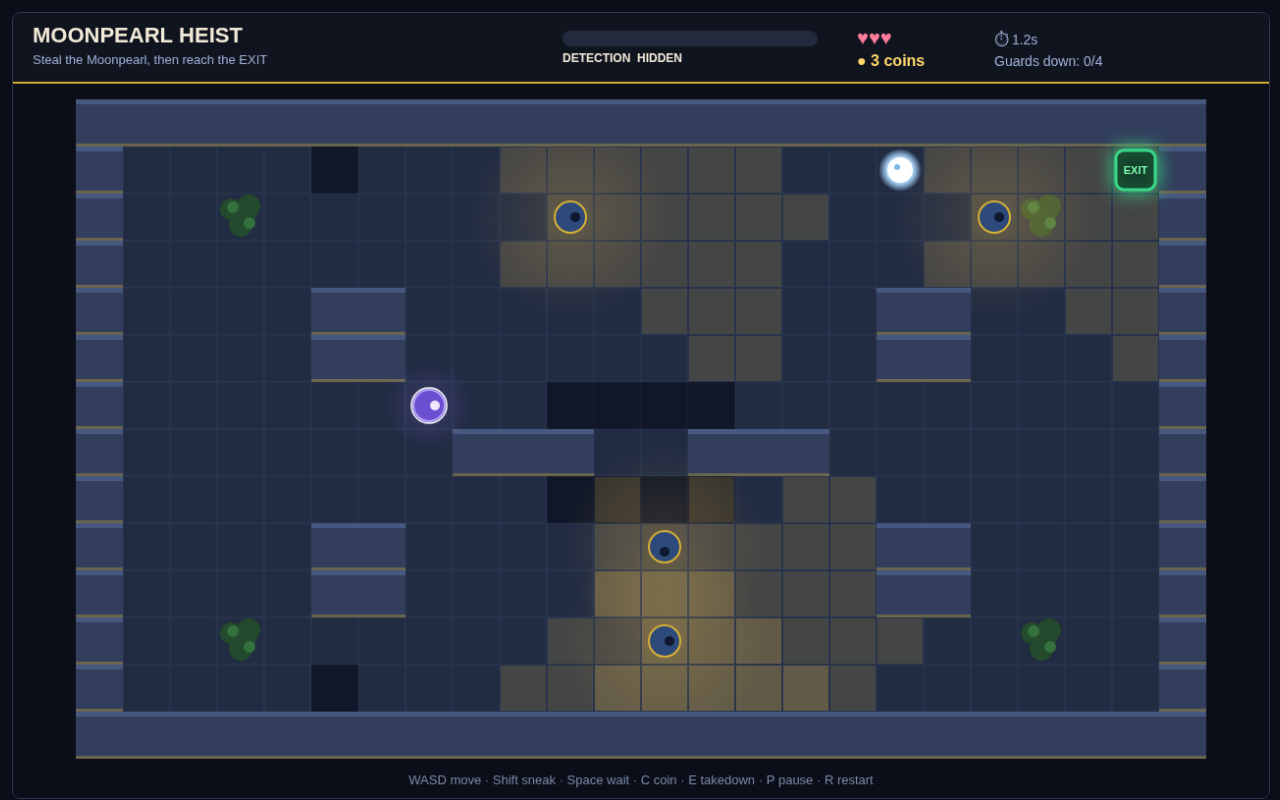 MOONPEARL HEIST
Steal the Moonpearl, then reach the EXIT
DETECTION HIDDEN
♥♥♥
● 3 coins
⏱ 1.2s
Guards down: 0/4
EXIT
WASD move · Shift sneak · Space wait · C coin · E takedown · P pause · R restart